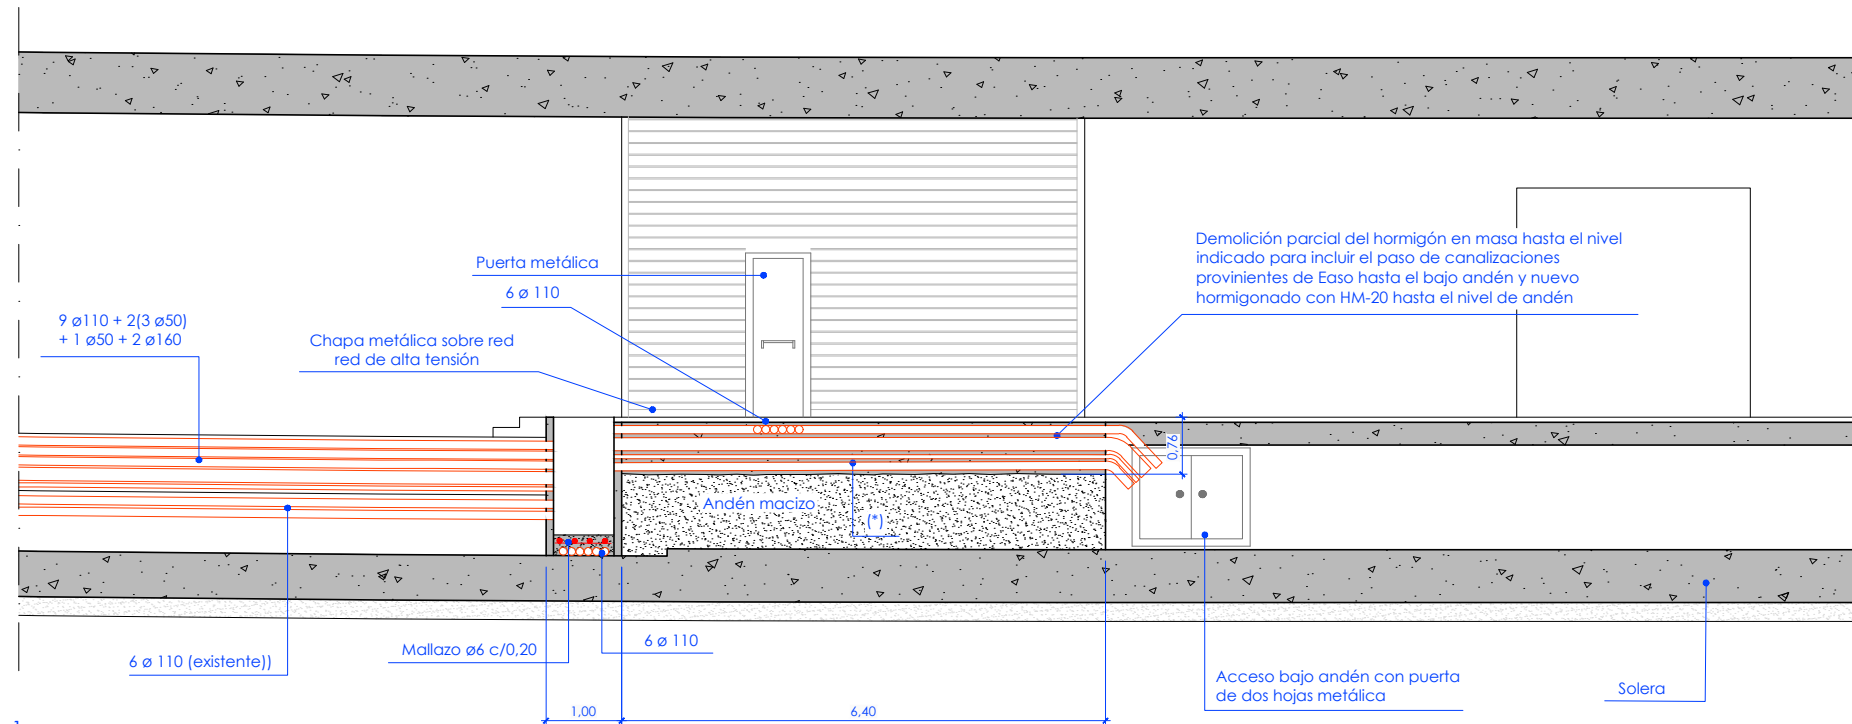 Demolición parcial del hormigón en masa hasta el nivel
indicado para incluir el paso de canalizaciones
provinientes de Easo hasta el bajo andén y nuevo
hormigonado con HM-20 hasta el nivel de andén
Puerta metálica
6 ø 110
9 ø110 + 2(3 ø50)
+ 1 ø50 + 2 ø160
Chapa metálica sobre red
red de alta tensión
0,76
Andén macizo
(*)
6 ø 110 (existente))
Mallazo ø6 c/0,20
6 ø 110
Acceso bajo andén con puerta
de dos hojas metálica
Solera
1,00
6,40